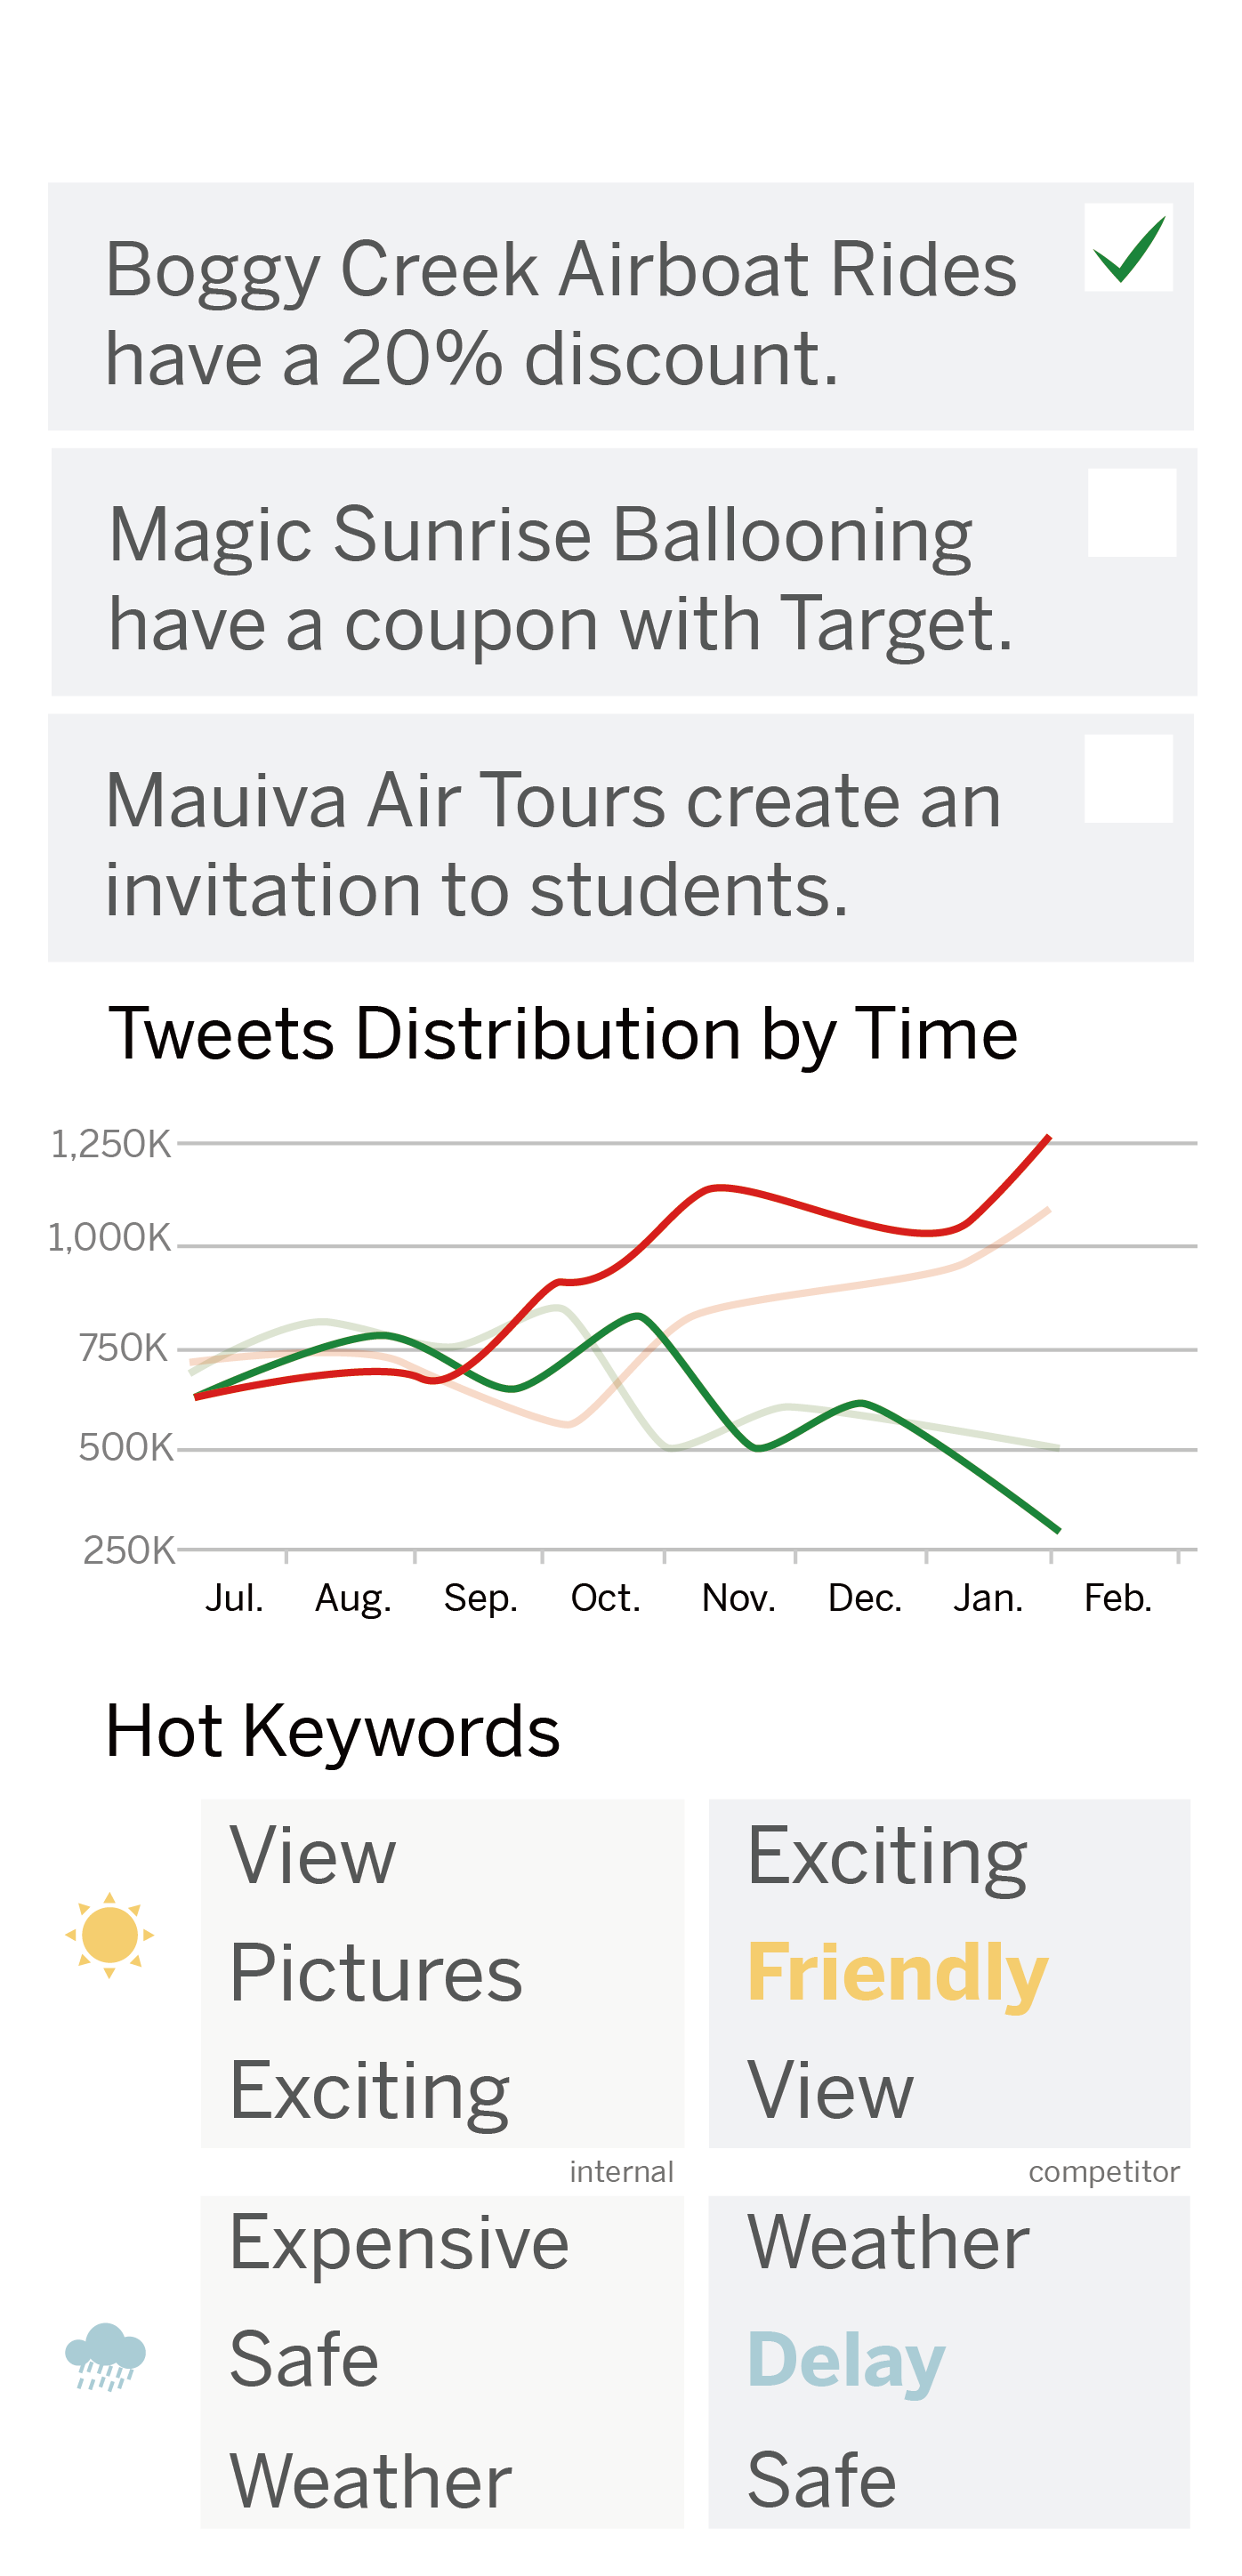 Boggy Creek Airboat Rides
have a 20% discount.
Magic Sunrise Ballooning
have a coupon with Target.
Mauiva Air Tours create an
invitation to students.
Tweets Distribution by Time
1,250K
1,000K
750K
500K
250K
Jul. Aug. Sep. Oct. Nov. Dec. Jan. Feb.
Hot Keywords
View
Pictures
Exciting
internal
Exciting
Friendly
View
competitor
Expensive
Safe
Weather
Weather
Delay
Safe